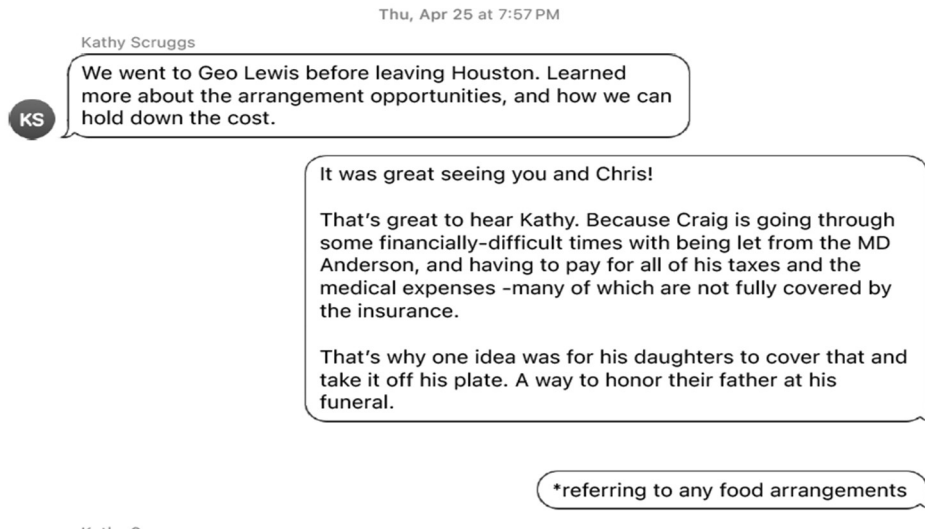 Thu, Apr 25 at 7:57 PM
Kathy Scruggs
We went to Geo Lewis before leaving Houston. Learned
more about the arrangement opportunities, and how we can
hold down the cost.
KS
It was great seeing you and Chris!
That's great to hear Kathy. Because Craig is going through
some financially-difficult times with being let from the MD
Anderson, and having to pay for all of his taxes and the
medical expenses -many of which are not fully covered by
the insurance.
That's why one idea was for his daughters to cover that and
take it off his plate. A way to honor their father at his
funeral.
*referring to any food arrangements